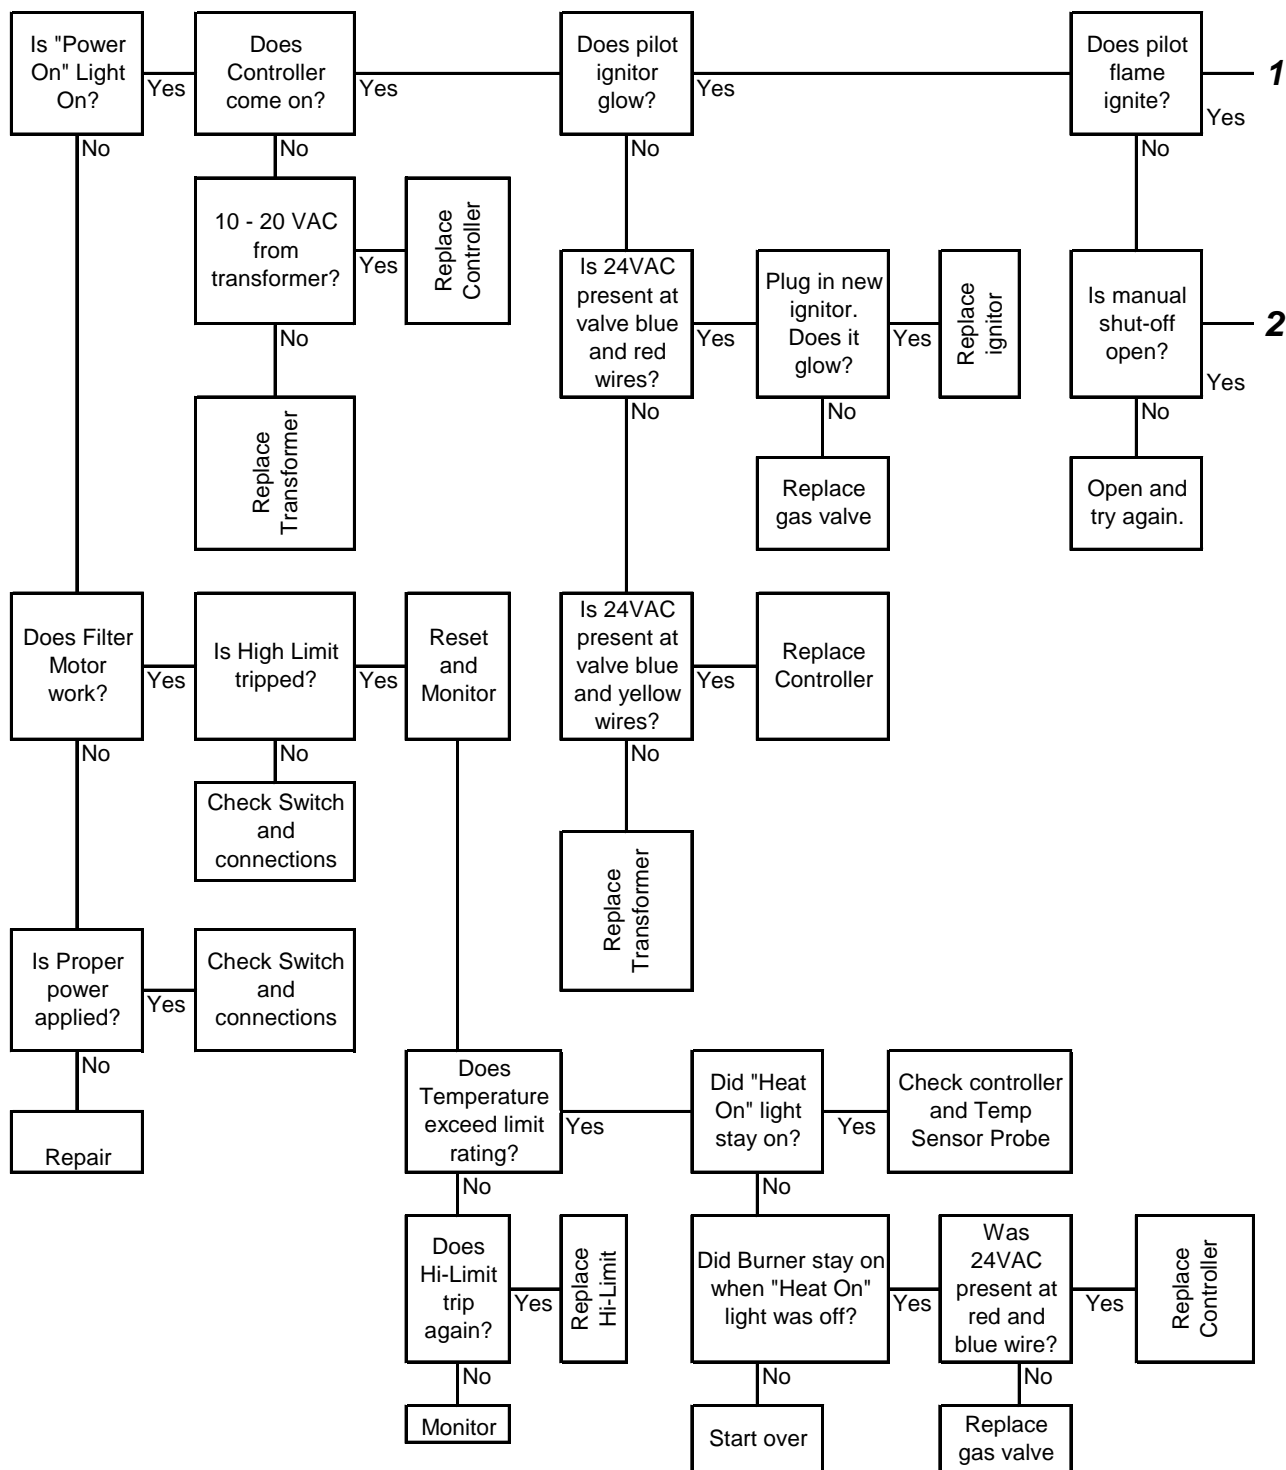 Is "Power
On" Light
On?
Yes
No
Does
Controller
come on?
Yes
No
Does pilot
ignitor
glow?
Yes
No
Does pilot
flame
ignite?
1
Yes
No
10 - 20 VAC
from
transformer?
Yes
No
Replace
Controller
Is 24VAC
present at
valve blue
and red
wires?
Yes
No
Plug in new
ignitor.
Does it
glow?
Yes
No
Replace
ignitor
Is manual
shut-off
open?
2
Yes
No
Replace
Transformer
Replace
gas valve
Open and
try again.
Does Filter
Motor
work?
Yes
No
Is High Limit
tripped?
Yes
No
Reset
and
Monitor
Is 24VAC
present at
valve blue
and yellow
wires?
Yes
No
Replace
Controller
Check Switch
and
connections
Replace
Transformer
Is Proper
power
applied?
Yes
No
Check Switch
and
connections
Repair
Does
Temperature
exceed limit
rating?
Yes
No
Did "Heat
On" light
stay on?
Yes
No
Check controller
and Temp
Sensor Probe
Does
Hi-Limit
trip
again?
Yes
No
Replace
Hi-Limit
Did Burner stay on
when "Heat On"
light was off?
Yes
No
Was
24VAC
present at
red and
blue wire?
Yes
No
Replace
Controller
Monitor
Start over
Replace
gas valve